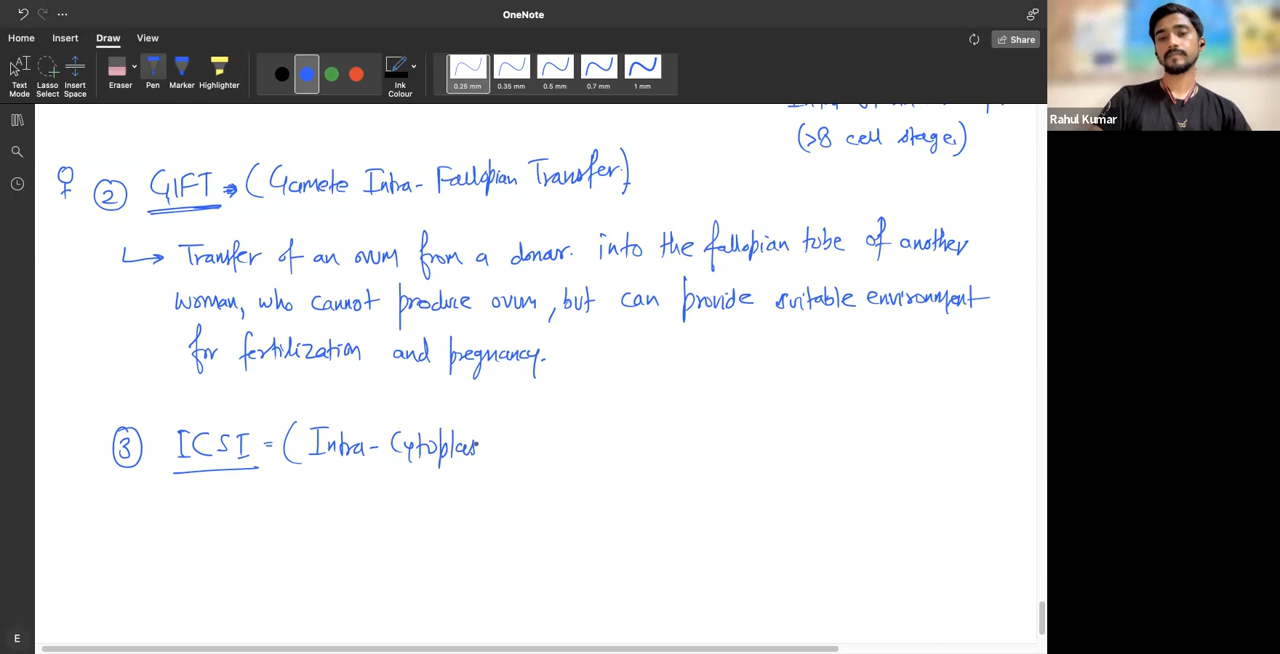 OneNote
Home Insert Draw View
Share
Text Mode
Lasso Select
Insert Space
Eraser
Pen
Marker
Highlighter
Ink Colour
0.25 mm
0.35 mm
0.5 mm
0.7 mm
1 mm
Rahul Kumar
(>8 cell stage)
♀ ② GIFT → (Gamete Intra-Fallopian Transfer)
↳ Transfer of an ovum from a donar. into the fallopian tube of another
woman, who cannot produce ovum, but can provide suitable environment
for fertilization and pregnancy.
③ ICSI = ( Intra-Cytoplas
E